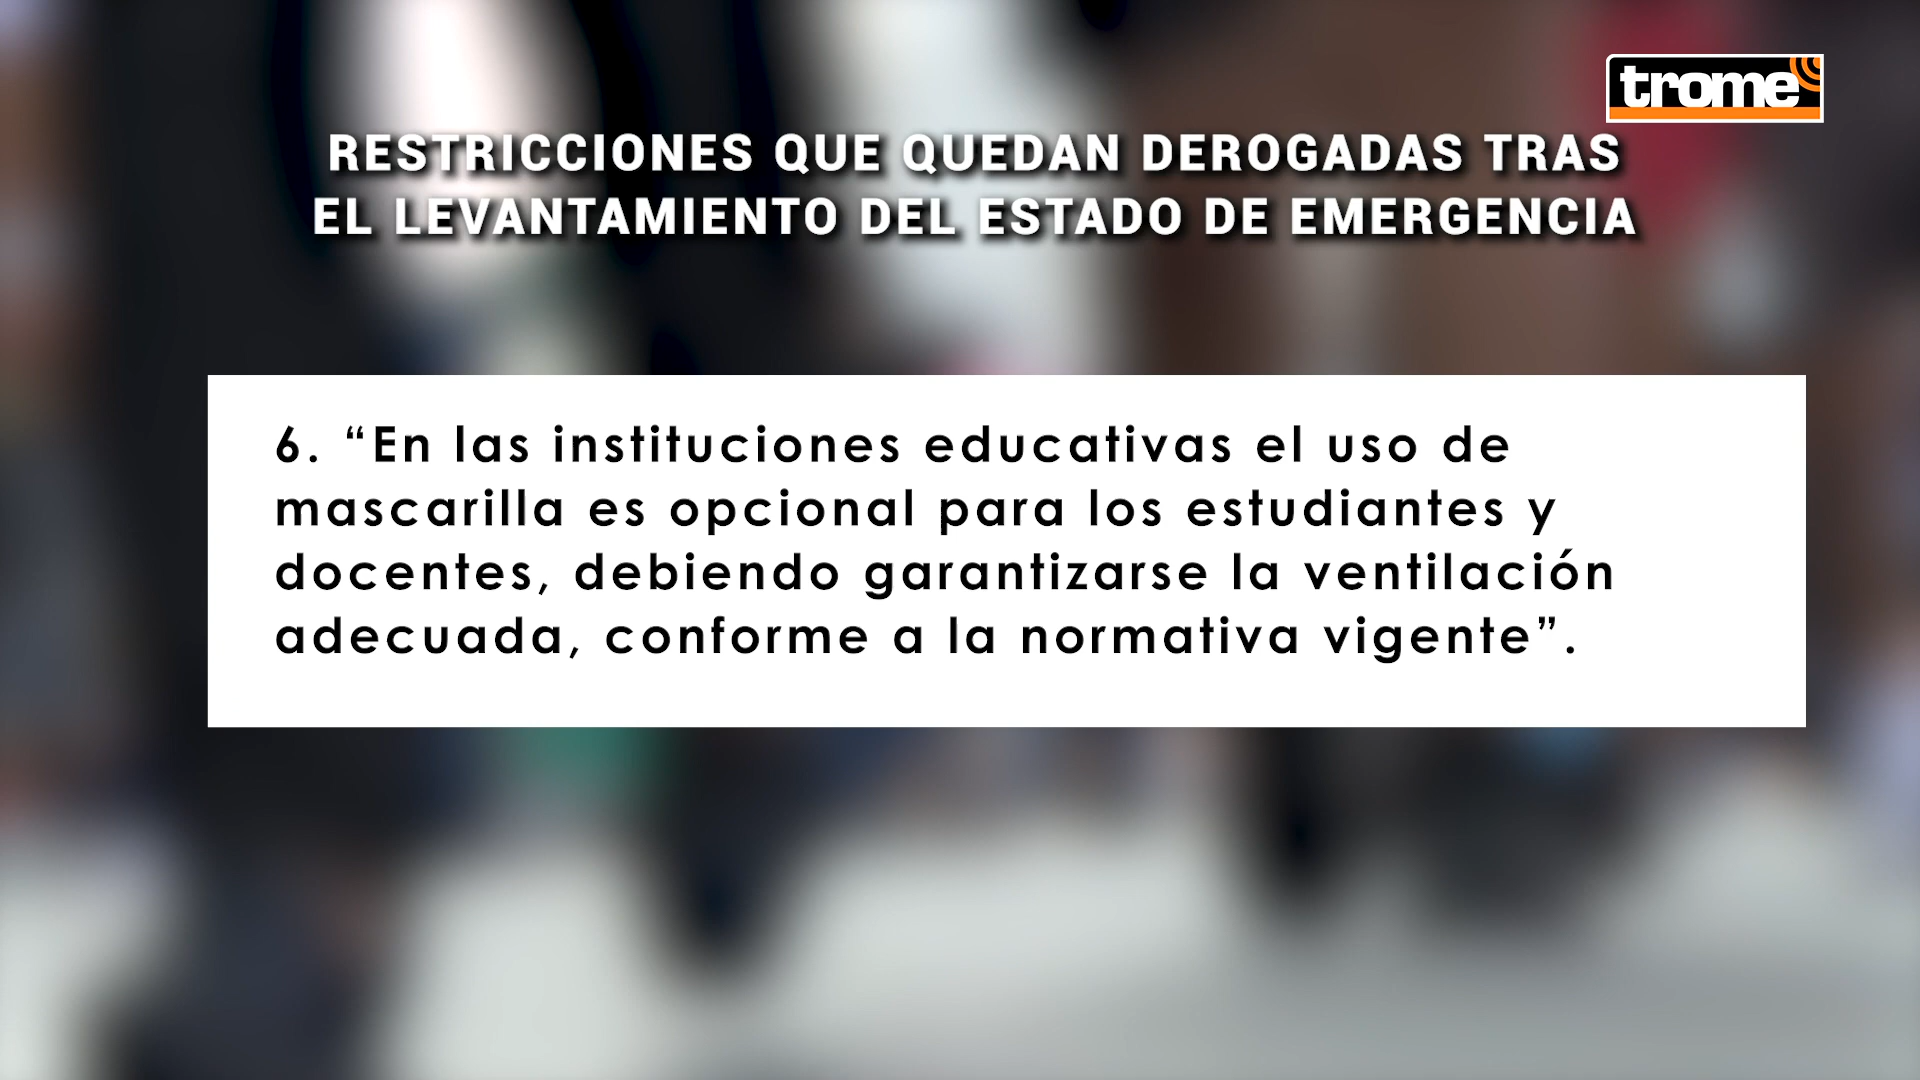 trome
RESTRICCIONES QUE QUEDAN DEROGADAS TRAS
EL LEVANTAMIENTO DEL ESTADO DE EMERGENCIA
6. “En las instituciones educativas el uso de
mascarilla es opcional para los estudiantes y
docentes, debiendo garantizarse la ventilación
adecuada, conforme a la normativa vigente”.